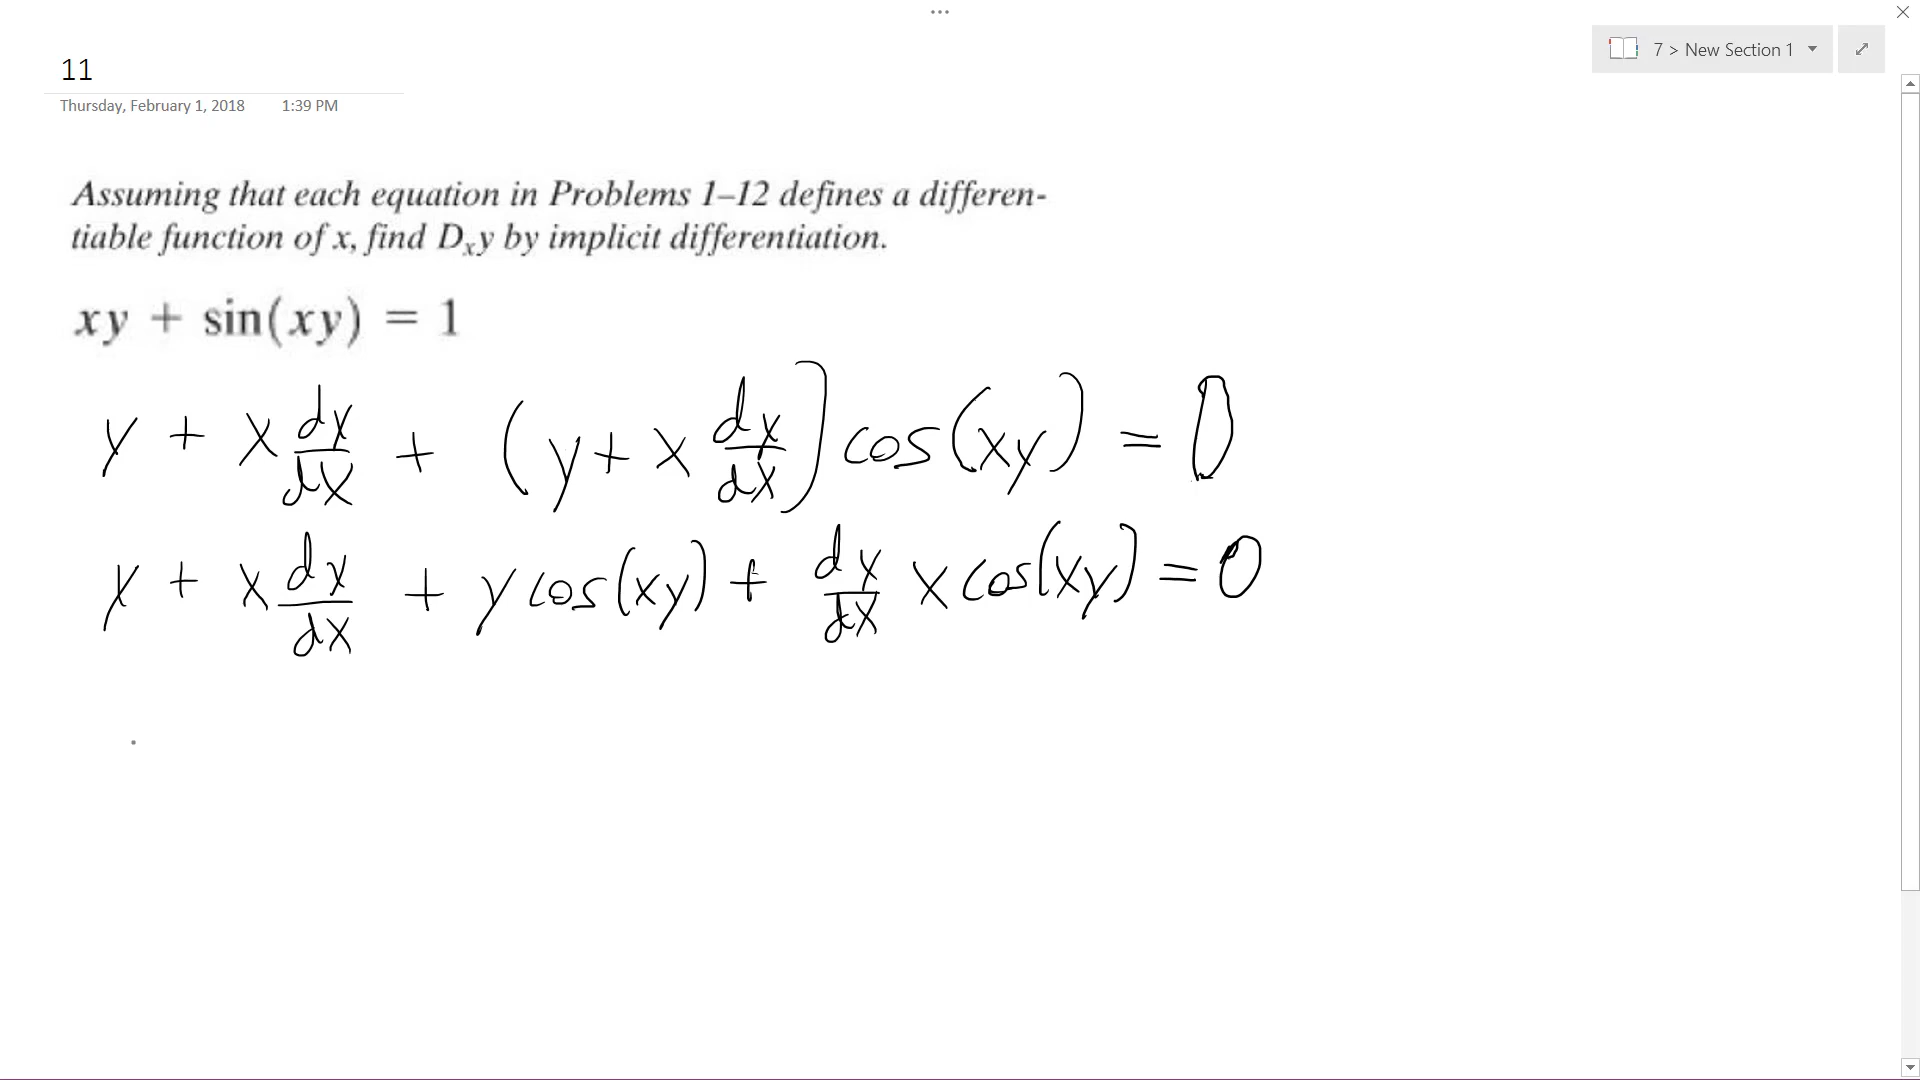 ...
7 > New Section 1
11
Thursday, February 1, 2018 1:39 PM
Assuming that each equation in Problems 1–12 defines a differen-
tiable function of x, find Dₓy by implicit differentiation.
xy + sin(xy) = 1
y + x dy/dx + (y + x dy/dx) cos(xy) = 0
y + x dy/dx + y cos(xy) + dy/dx x cos(xy) = 0